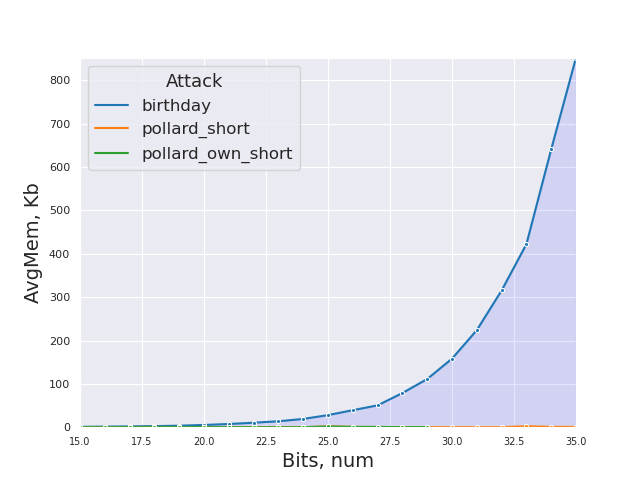 Attack
birthday
pollard_short
pollard_own_short
AvgMem, Kb
800
700
600
500
400
300
200
100
0
15.0 17.5 20.0 22.5 25.0 27.5 30.0 32.5 35.0
Bits, num